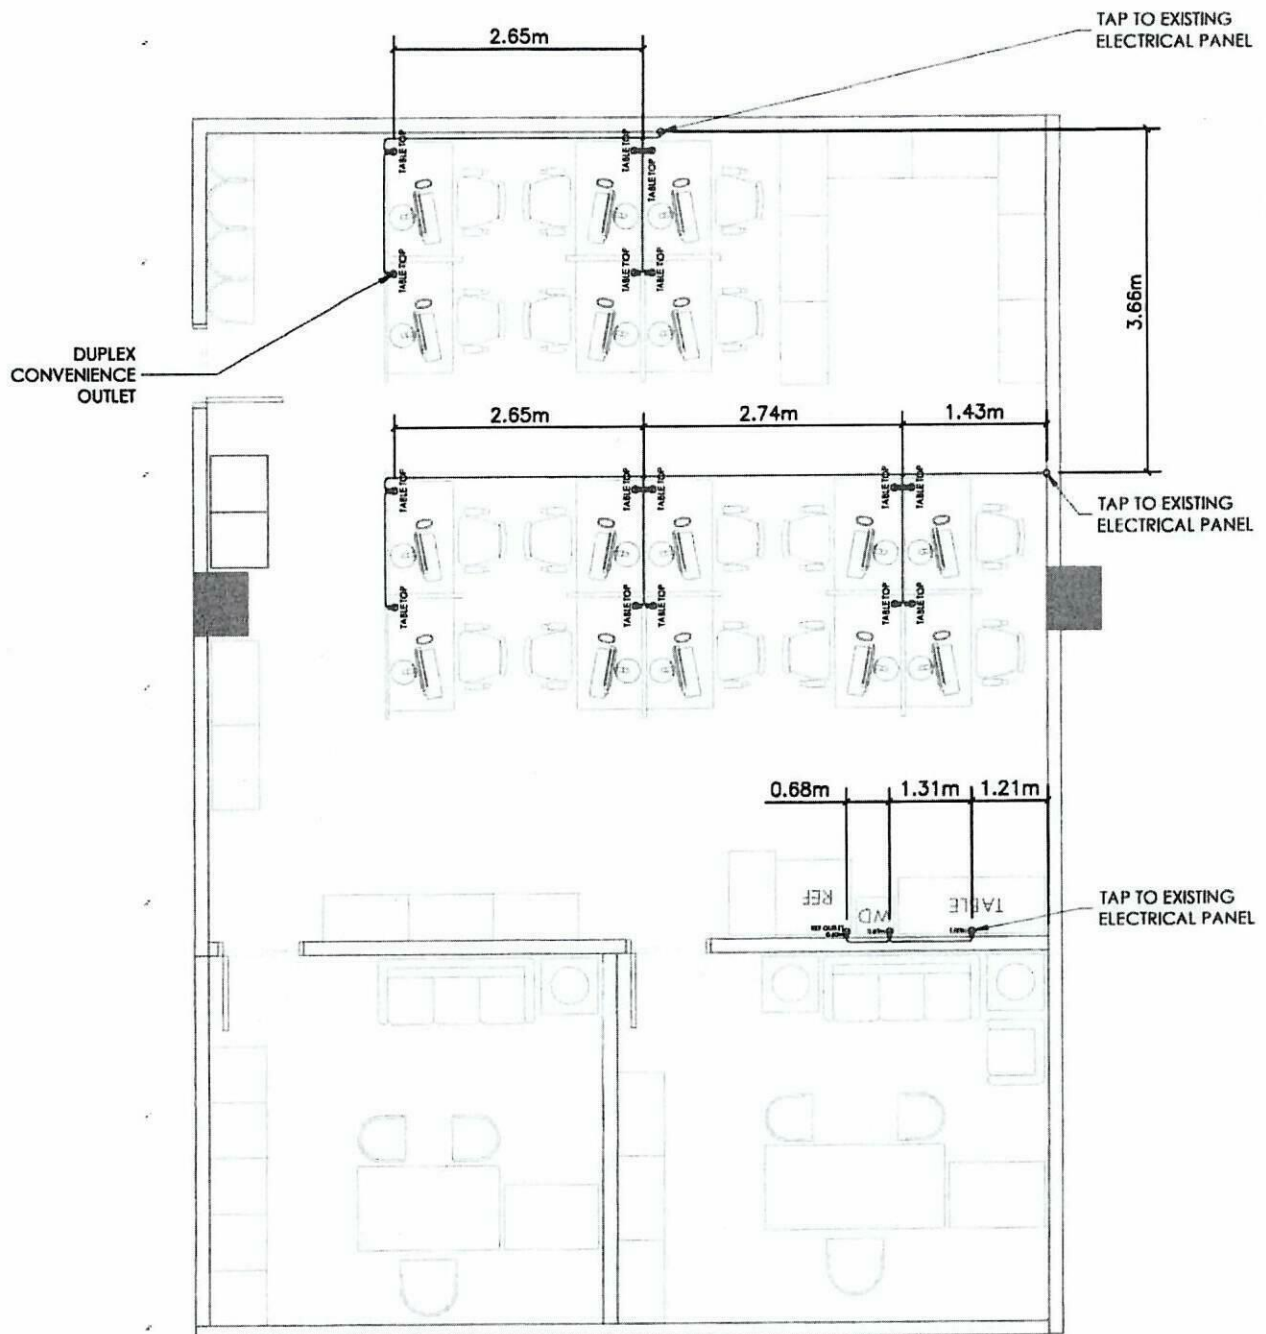 TAP TO EXISTING
ELECTRICAL PANEL
2.65m
TABLE TOP
TABLE TOP
TABLE TOP
TABLE TOP
TABLE TOP
TABLE TOP
3.66m
DUPLEX
CONVENIENCE
OUTLET
2.65m
2.74m
1.43m
TABLE TOP
TABLE TOP
TABLE TOP
TABLE TOP
TABLE TOP
TAP TO EXISTING
ELECTRICAL PANEL
TABLE TOP
TABLE TOP
TABLE TOP
TABLE TOP
TABLE TOP
0.68m
1.31m
1.21m
REF
WD
TABLE
TAP TO EXISTING
ELECTRICAL PANEL